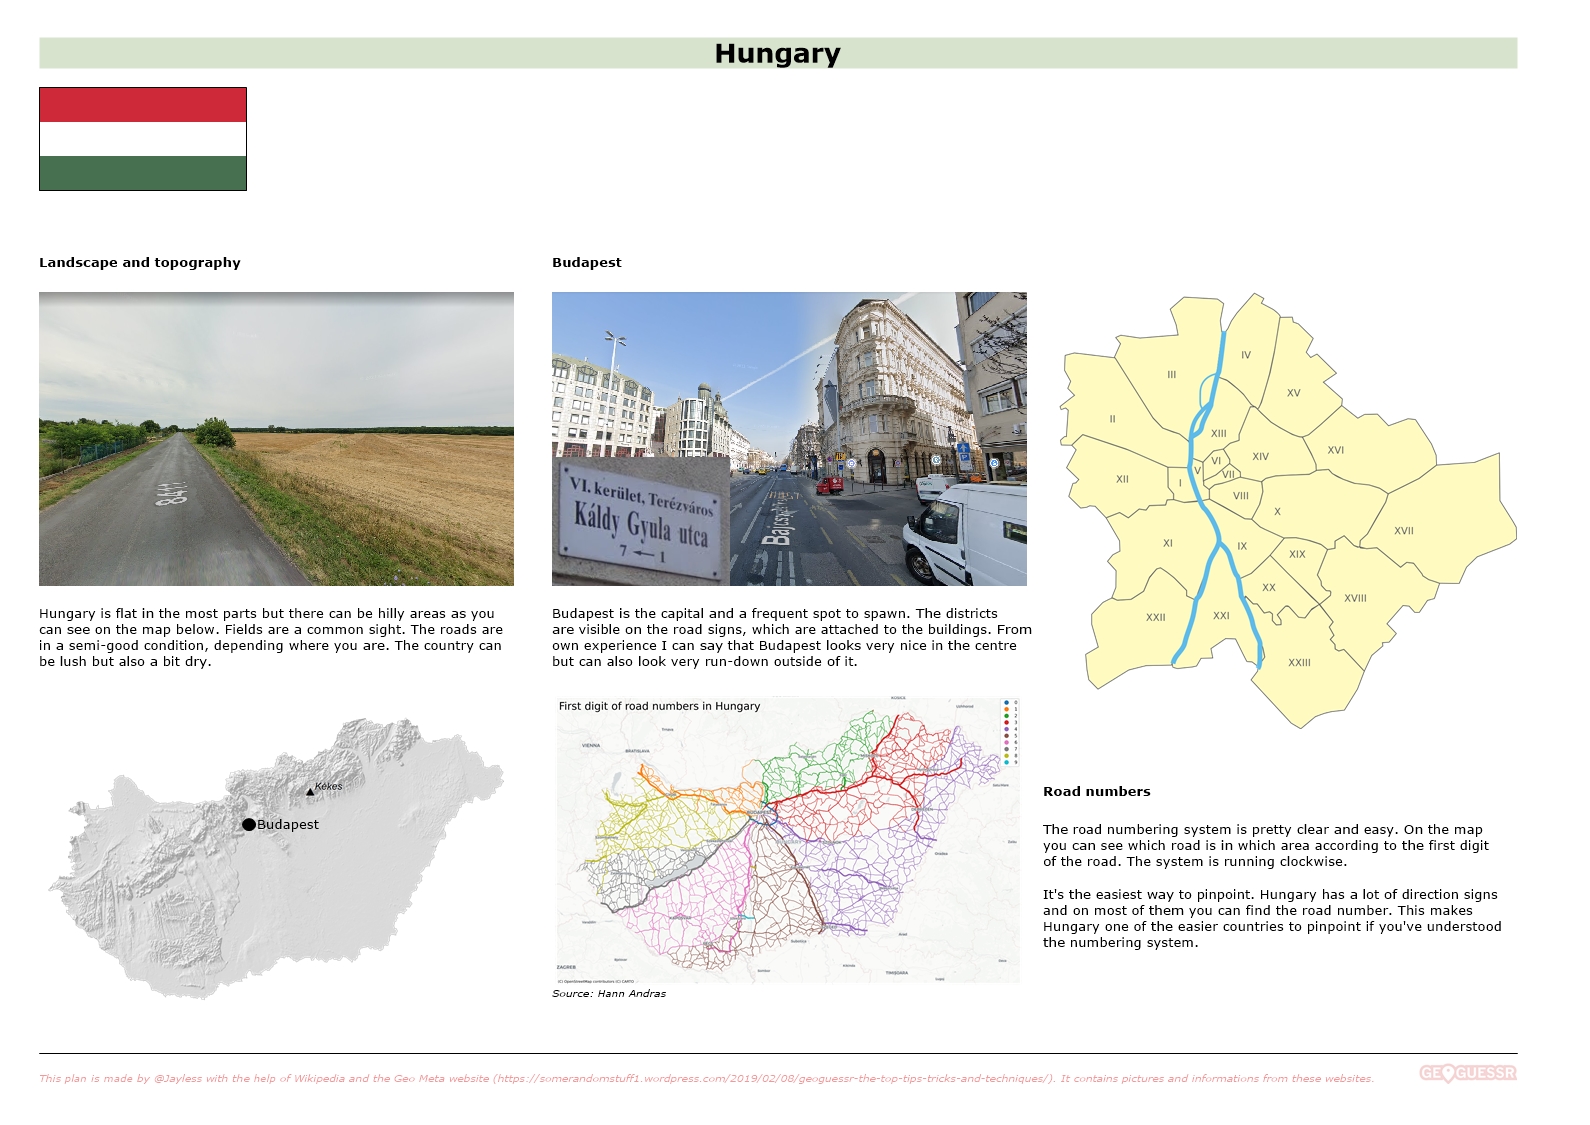 Hungary
Landscape and topography
8411
Hungary is flat in the most parts but there can be hilly areas as you
can see on the map below. Fields are a common sight. The roads are
in a semi-good condition, depending where you are. The country can
be lush but also a bit dry.
Kékes
Budapest
Budapest
VI. kerület, Terézváros
Káldy Gyula utca
7 ← 1
Budapest is the capital and a frequent spot to spawn. The districts
are visible on the road signs, which are attached to the buildings. From
own experience I can say that Budapest looks very nice in the centre
but can also look very run-down outside of it.
First digit of road numbers in Hungary
0
1
2
3
4
5
6
7
8
9
VIENNA
BRATISLAVA
BUDAPEST
ZAGREB
TIMIȘOARA
(C) OpenStreetMap contributors (C) CARTO
Source: Hann Andras
IV
III
XV
II
XIII
XVI
VI
XIV
V
VII
XII
I
VIII
X
XVII
XI
IX
XIX
XX
XVIII
XXII
XXI
XXIII
Road numbers
The road numbering system is pretty clear and easy. On the map
you can see which road is in which area according to the first digit
of the road. The system is running clockwise.
It's the easiest way to pinpoint. Hungary has a lot of direction signs
and on most of them you can find the road number. This makes
Hungary one of the easier countries to pinpoint if you've understood
the numbering system.
This plan is made by @Jayless with the help of Wikipedia and the Geo Meta website (https://somerandomstuff1.wordpress.com/2019/02/08/geoguessr-the-top-tips-tricks-and-techniques/). It contains pictures and informations from these websites.
GEOGUESSR